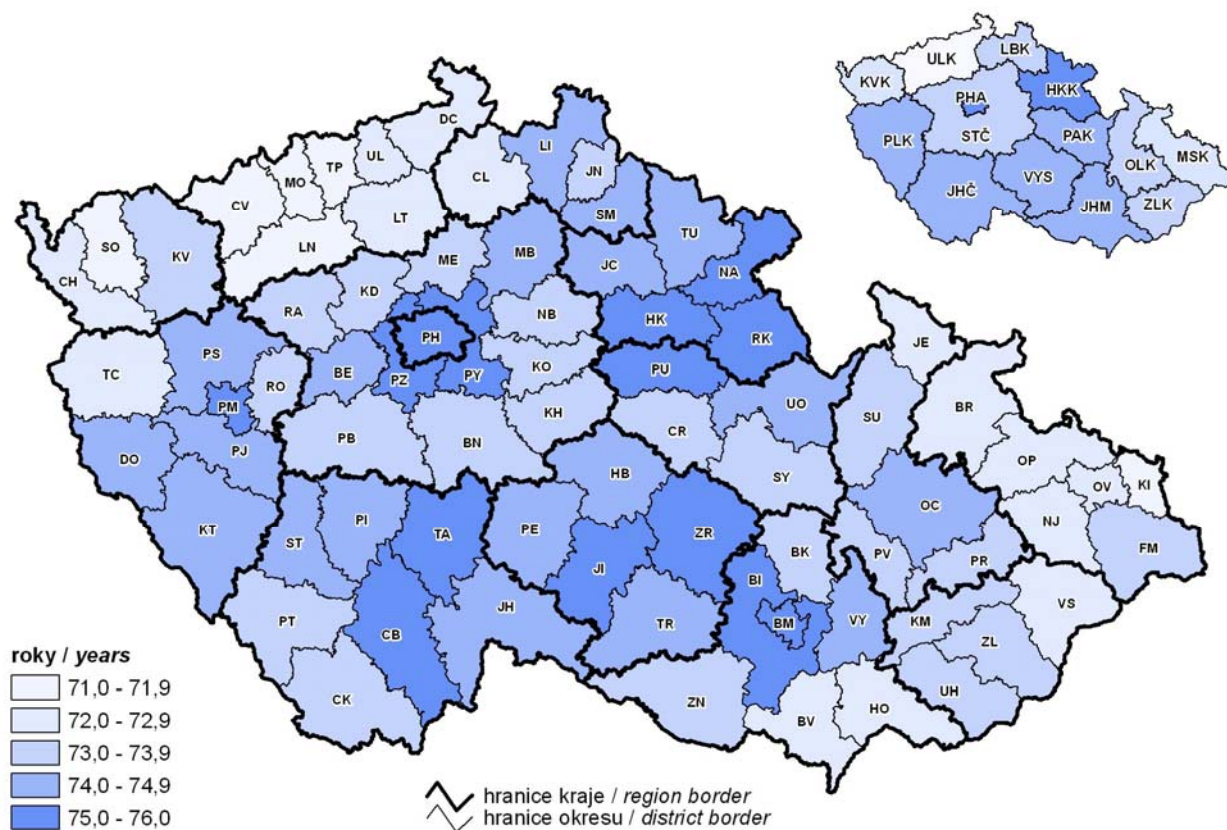 ULK
LBK
KVK
HKK
PHA
STČ
PLK
PAK
OLK
MSK
VYS
JHČ
JHM
ZLK
DC
LI
UL
TP
JN
MO
CL
CV
LT
SM
SO
LN
MB
TU
KV
ME
JC
NA
CH
KD
RA
NB
HK
PH
RK
JE
PS
TC
BE
PZ
PY
KO
PU
RO
UO
SU
BR
PM
KH
PB
BN
CR
DO
PJ
SY
OP
HB
OV
KI
OC
NJ
PI
TA
PE
ZR
KT
ST
FM
BK
PV
PR
JI
BI
VS
JH
PT
CB
TR
BM
VY
KM
ZL
UH
CK
ZN
HO
BV
roky / years
71,0 - 71,9
72,0 - 72,9
73,0 - 73,9
74,0 - 74,9
75,0 - 76,0
hranice kraje / region border
hranice okresu / district border